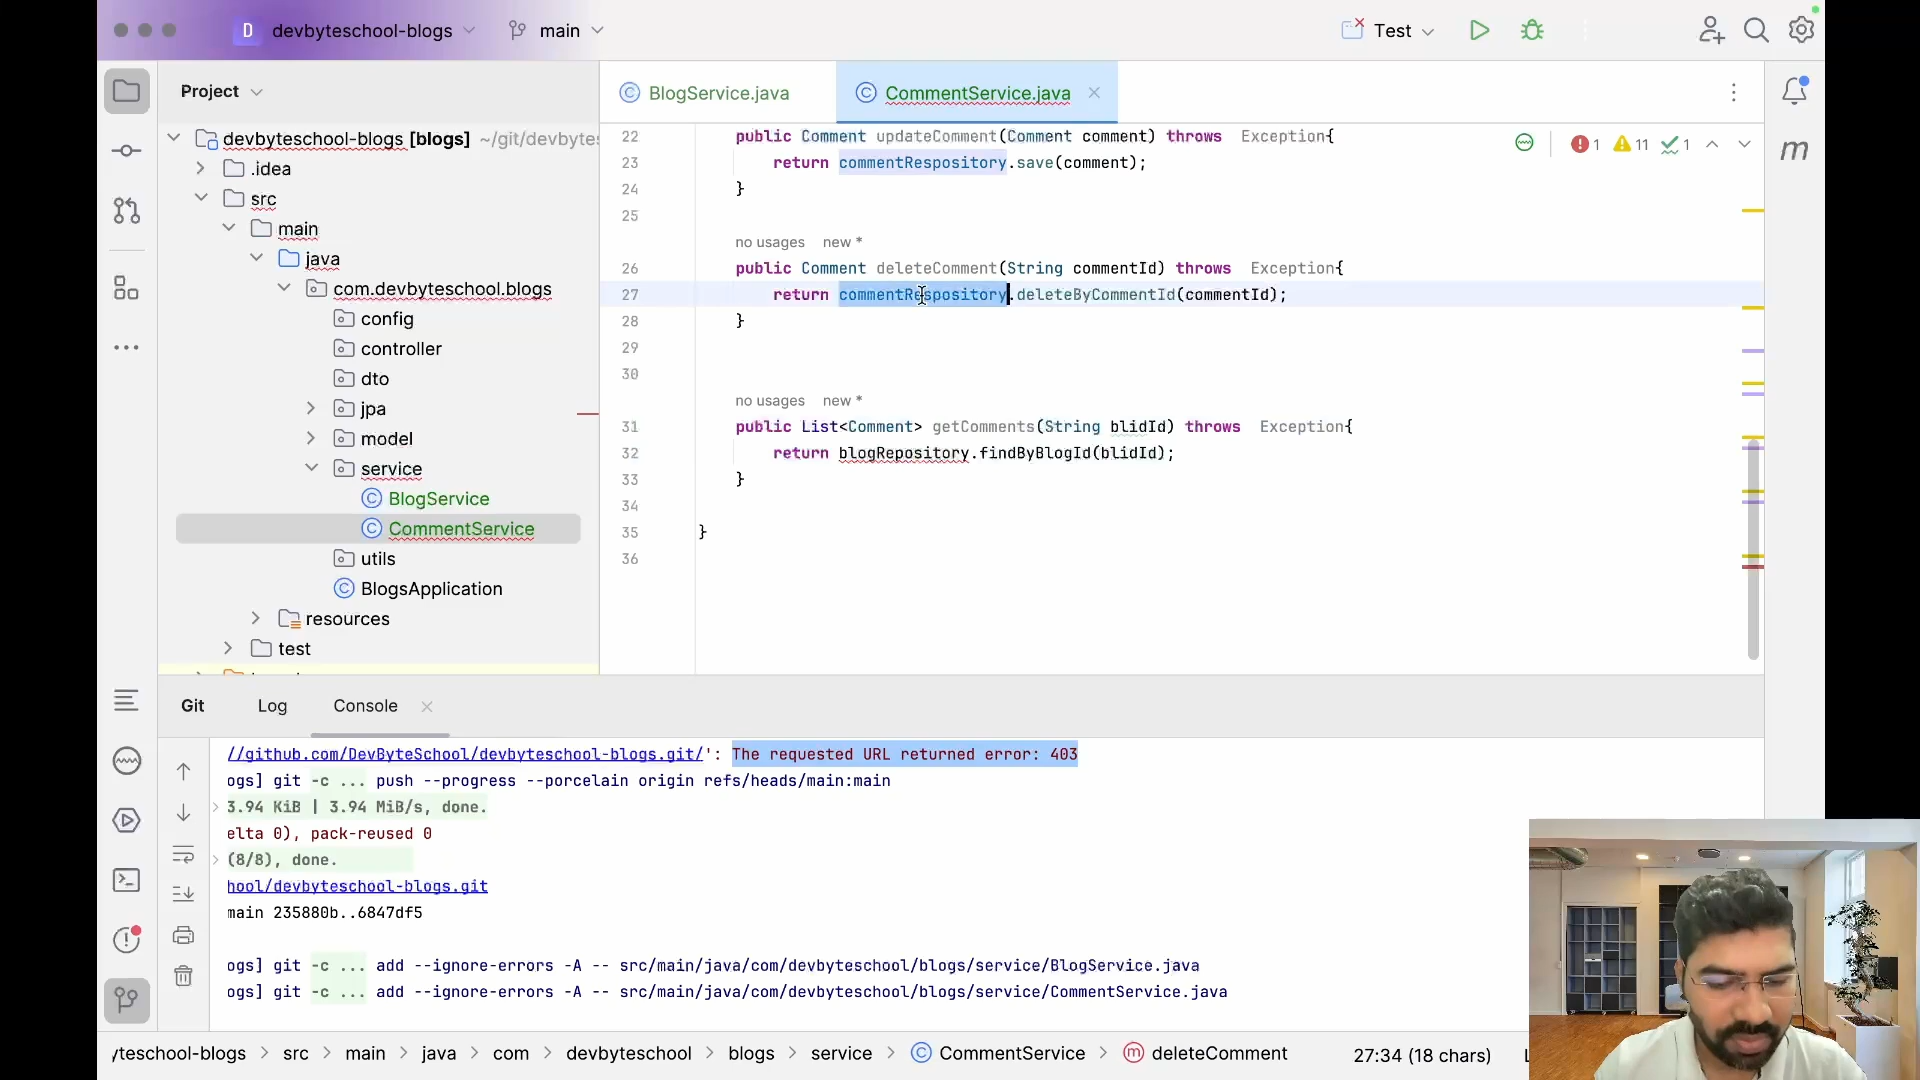 D devbyteschool-blogs main Test
Project
devbyteschool-blogs [blogs] ~/git/devbytes
.idea
src
main
java
com.devbyteschool.blogs
config
controller
dto
jpa
model
service
BlogService
CommentService
utils
BlogsApplication
resources
test
BlogService.java CommentService.java
1 11 1
m
22 public Comment updateComment(Comment comment) throws Exception{
23 return commentRespository.save(comment);
24 }
25
no usages new *
26 public Comment deleteComment(String commentId) throws Exception{
27 return commentRespository.deleteByCommentId(commentId);
28 }
29
30
no usages new *
31 public List<Comment> getComments(String blidId) throws Exception{
32 return blogRepository.findByBlogId(blidId);
33 }
34
35 }
36
Git Log Console
//github.com/DevByteSchool/devbyteschool-blogs.git/': The requested URL returned error: 403
ogs] git -c ... push --progress --porcelain origin refs/heads/main:main
3.94 KiB | 3.94 MiB/s, done.
elta 0), pack-reused 0
(8/8), done.
hool/devbyteschool-blogs.git
main 235880b..6847df5
ogs] git -c ... add --ignore-errors -A -- src/main/java/com/devbyteschool/blogs/service/BlogService.java
ogs] git -c ... add --ignore-errors -A -- src/main/java/com/devbyteschool/blogs/service/CommentService.java
yteschool-blogs > src > main > java > com > devbyteschool > blogs > service > CommentService > deleteComment 27:34 (18 chars)